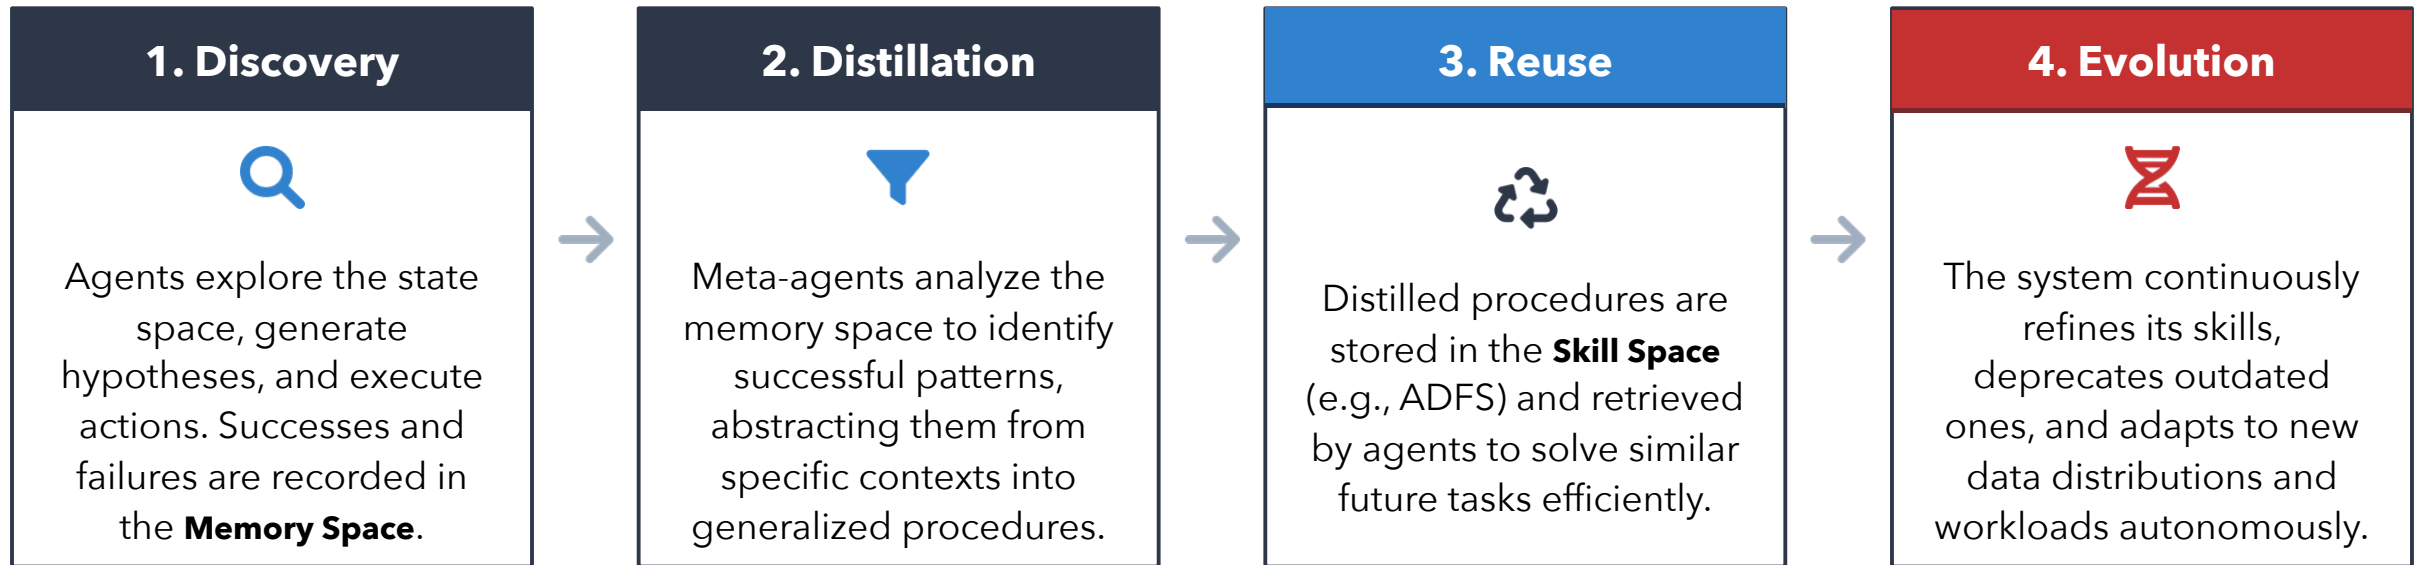 1. Discovery
Agents explore the state
space, generate
hypotheses, and execute
actions. Successes and
failures are recorded in
the Memory Space.
2. Distillation
Meta-agents analyze the
memory space to identify
successful patterns,
abstracting them from
specific contexts into
generalized procedures.
3. Reuse
Distilled procedures are
stored in the Skill Space
(e.g., ADFS) and retrieved
by agents to solve similar
future tasks efficiently.
4. Evolution
The system continuously
refines its skills,
deprecates outdated
ones, and adapts to new
data distributions and
workloads autonomously.